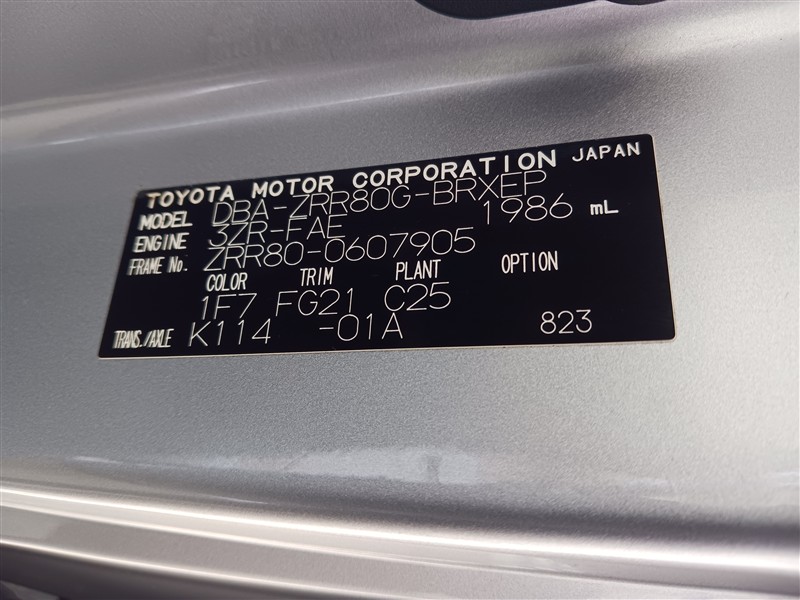 TOYOTA MOTOR CORPORATION JAPAN
MODEL DBA-ZRR80G-BRXEP
ENGINE 3ZR-FAE 1986 mL
FRAME No. ZRR80-0607905
COLOR TRIM PLANT OPTION
1F7 FG21 C25
TRANS./AXLE K114 -01A 823